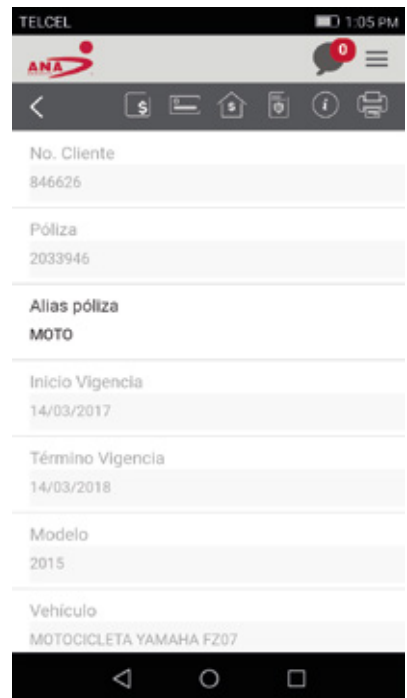 TELCEL 1:05 PM
ANA 0
$ $ i
No. Cliente
846626
Póliza
2033946
Alias póliza
MOTO
Inicio Vigencia
14/03/2017
Término Vigencia
14/03/2018
Modelo
2015
Vehículo
MOTOCICLETA YAMAHA FZ07